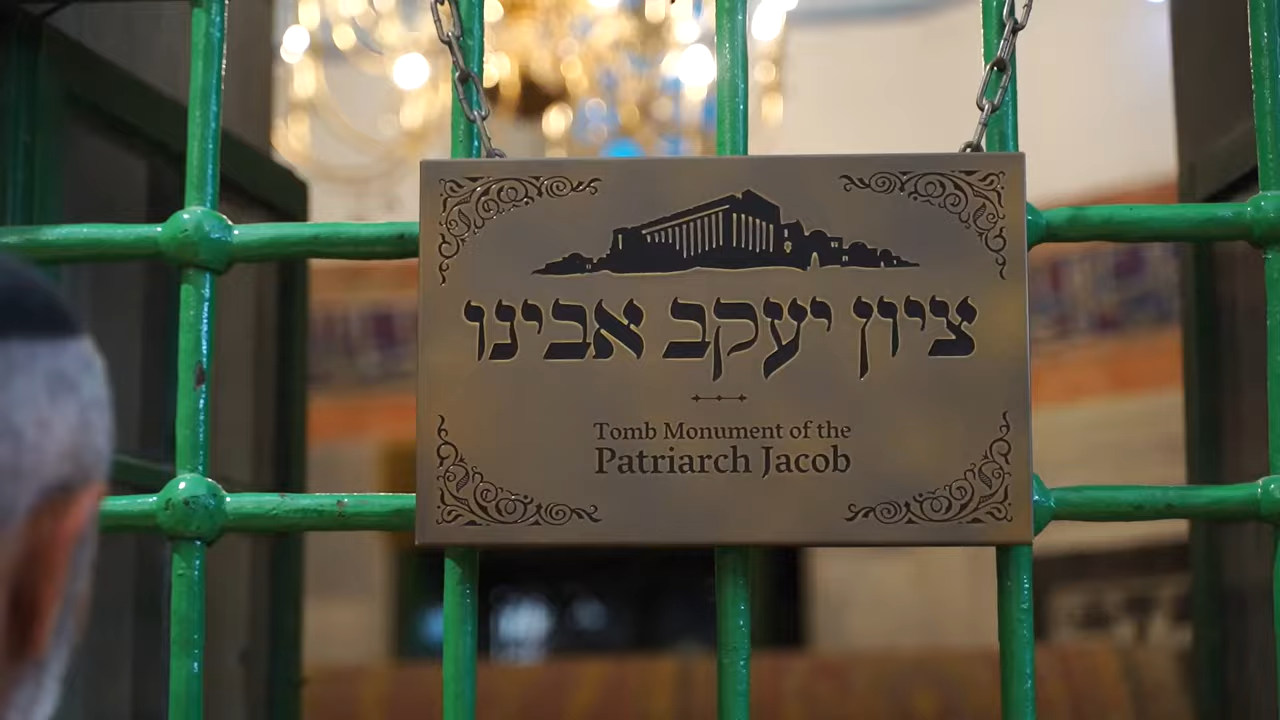 ציון יעקב אבינו
Tomb Monument of the
Patriarch Jacob